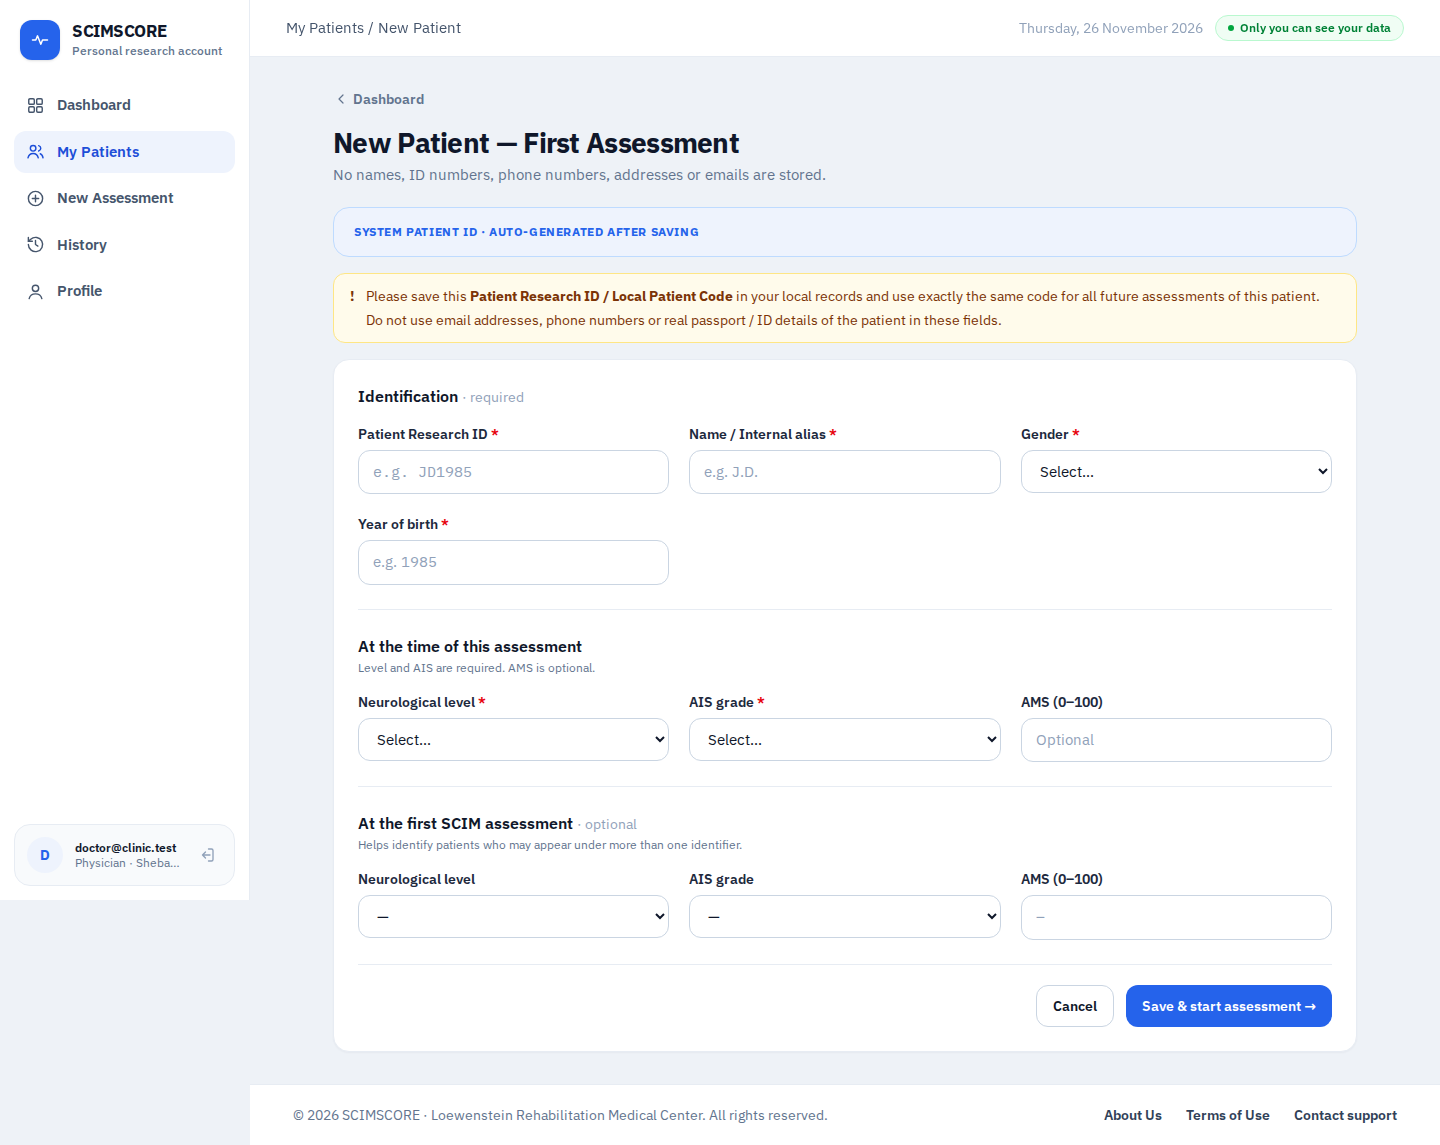 SCIMSCORE
Personal research account
Dashboard
My Patients
New Assessment
History
Profile
D
doctor@clinic.test
Physician · Sheba...
My Patients / New Patient
Thursday, 26 November 2026
Only you can see your data
Dashboard
New Patient — First Assessment
No names, ID numbers, phone numbers, addresses or emails are stored.
SYSTEM PATIENT ID · AUTO-GENERATED AFTER SAVING
! Please save this Patient Research ID / Local Patient Code in your local records and use exactly the same code for all future assessments of this patient.
Do not use email addresses, phone numbers or real passport / ID details of the patient in these fields.
Identification · required
Patient Research ID *
Name / Internal alias *
Gender *
e.g. JD1985
e.g. J.D.
Select...
Year of birth *
e.g. 1985
At the time of this assessment
Level and AIS are required. AMS is optional.
Neurological level *
AIS grade *
AMS (0–100)
Select...
Select...
Optional
At the first SCIM assessment · optional
Helps identify patients who may appear under more than one identifier.
Neurological level
AIS grade
AMS (0–100)
—
—
–
Cancel
Save & start assessment →
© 2026 SCIMSCORE · Loewenstein Rehabilitation Medical Center. All rights reserved.
About Us
Terms of Use
Contact support